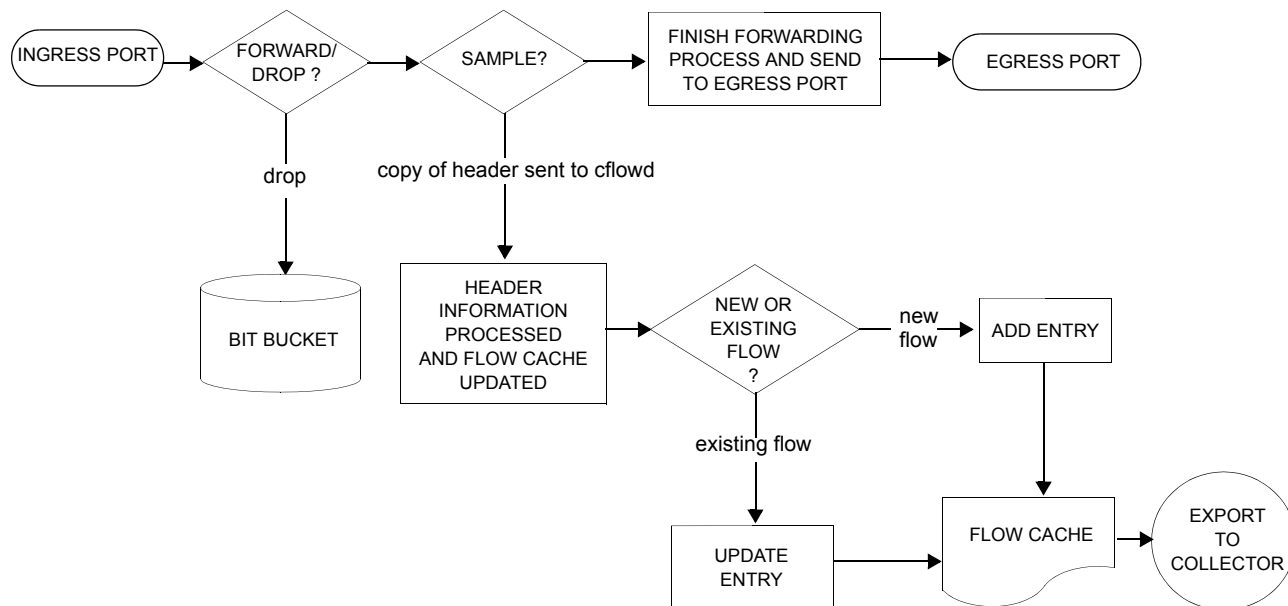 INGRESS PORT
FORWARD/
DROP ?
SAMPLE?
FINISH FORWARDING
PROCESS AND SEND
TO EGRESS PORT
EGRESS PORT
drop
copy of header sent to cflowd
BIT BUCKET
HEADER
INFORMATION
PROCESSED
AND FLOW CACHE
UPDATED
NEW OR
EXISTING
FLOW
?
new
flow
ADD ENTRY
existing flow
UPDATE
ENTRY
FLOW CACHE
EXPORT
TO
COLLECTOR